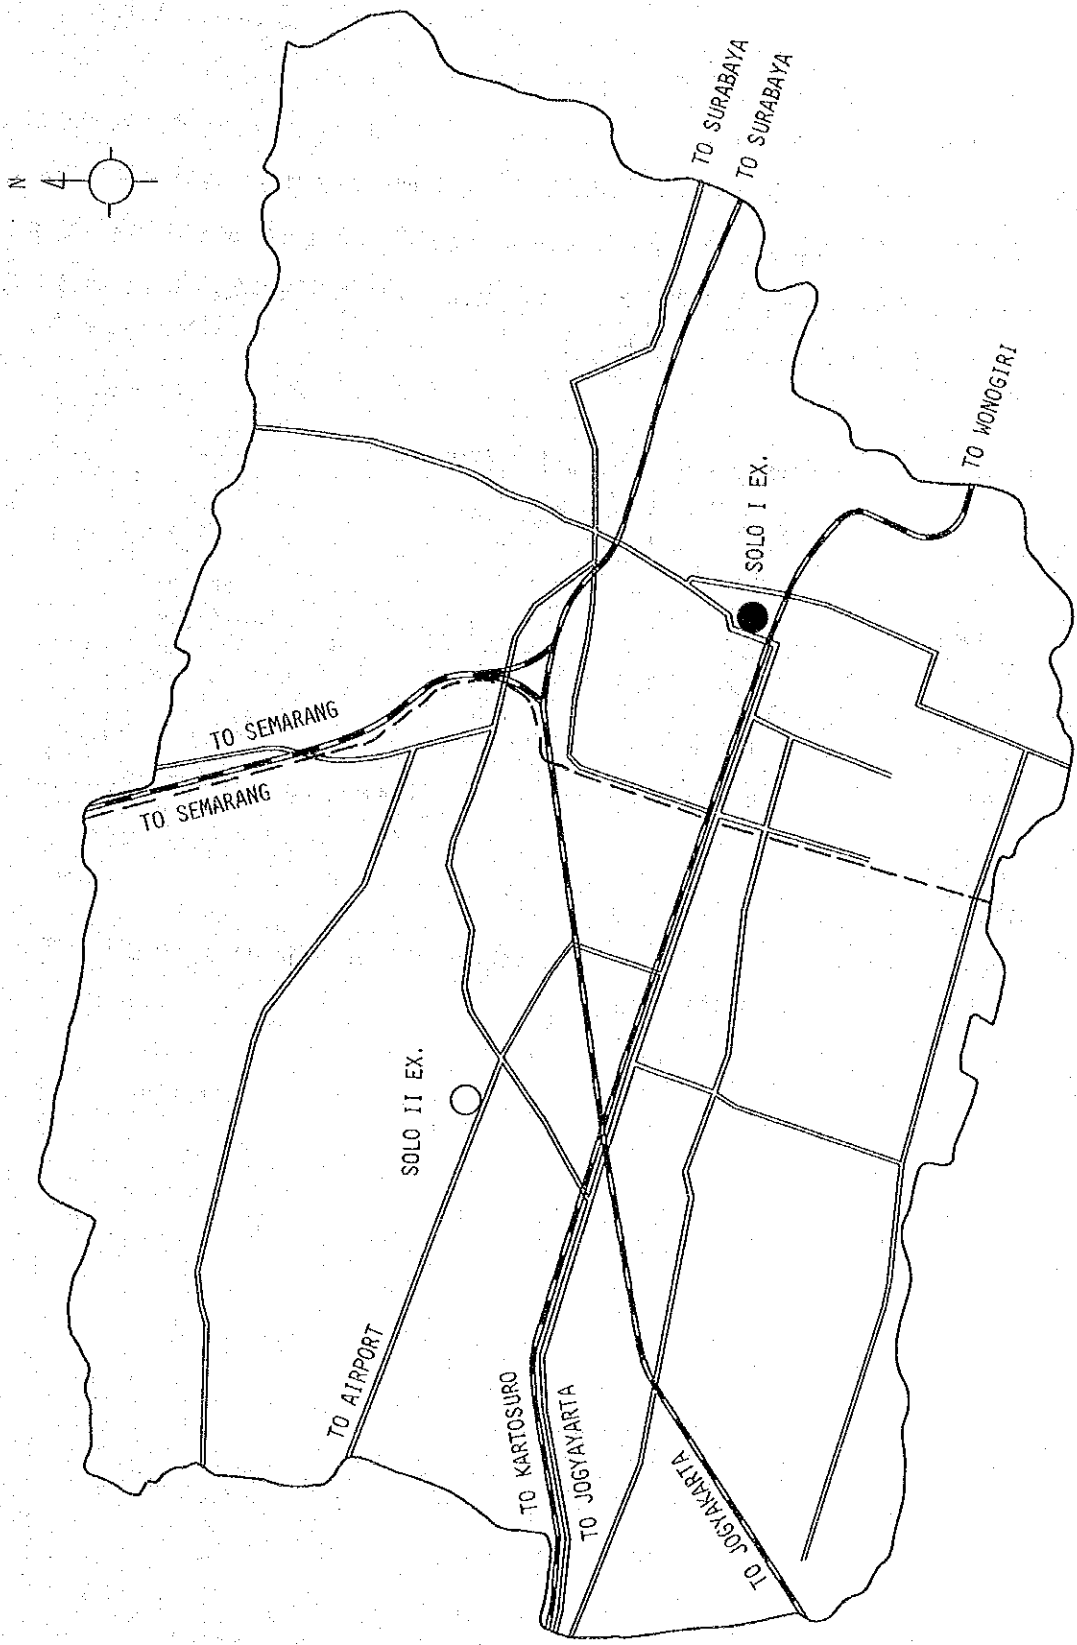 N
TO SURABAYA
TO SURABAYA
TO WONOGIRI
SOLO I EX.
TO SEMARANG
TO SEMARANG
SOLO II EX.
TO AIRPORT
TO KARTOSURO
TO JOGYAYARTA
TO JOGYAKARTA